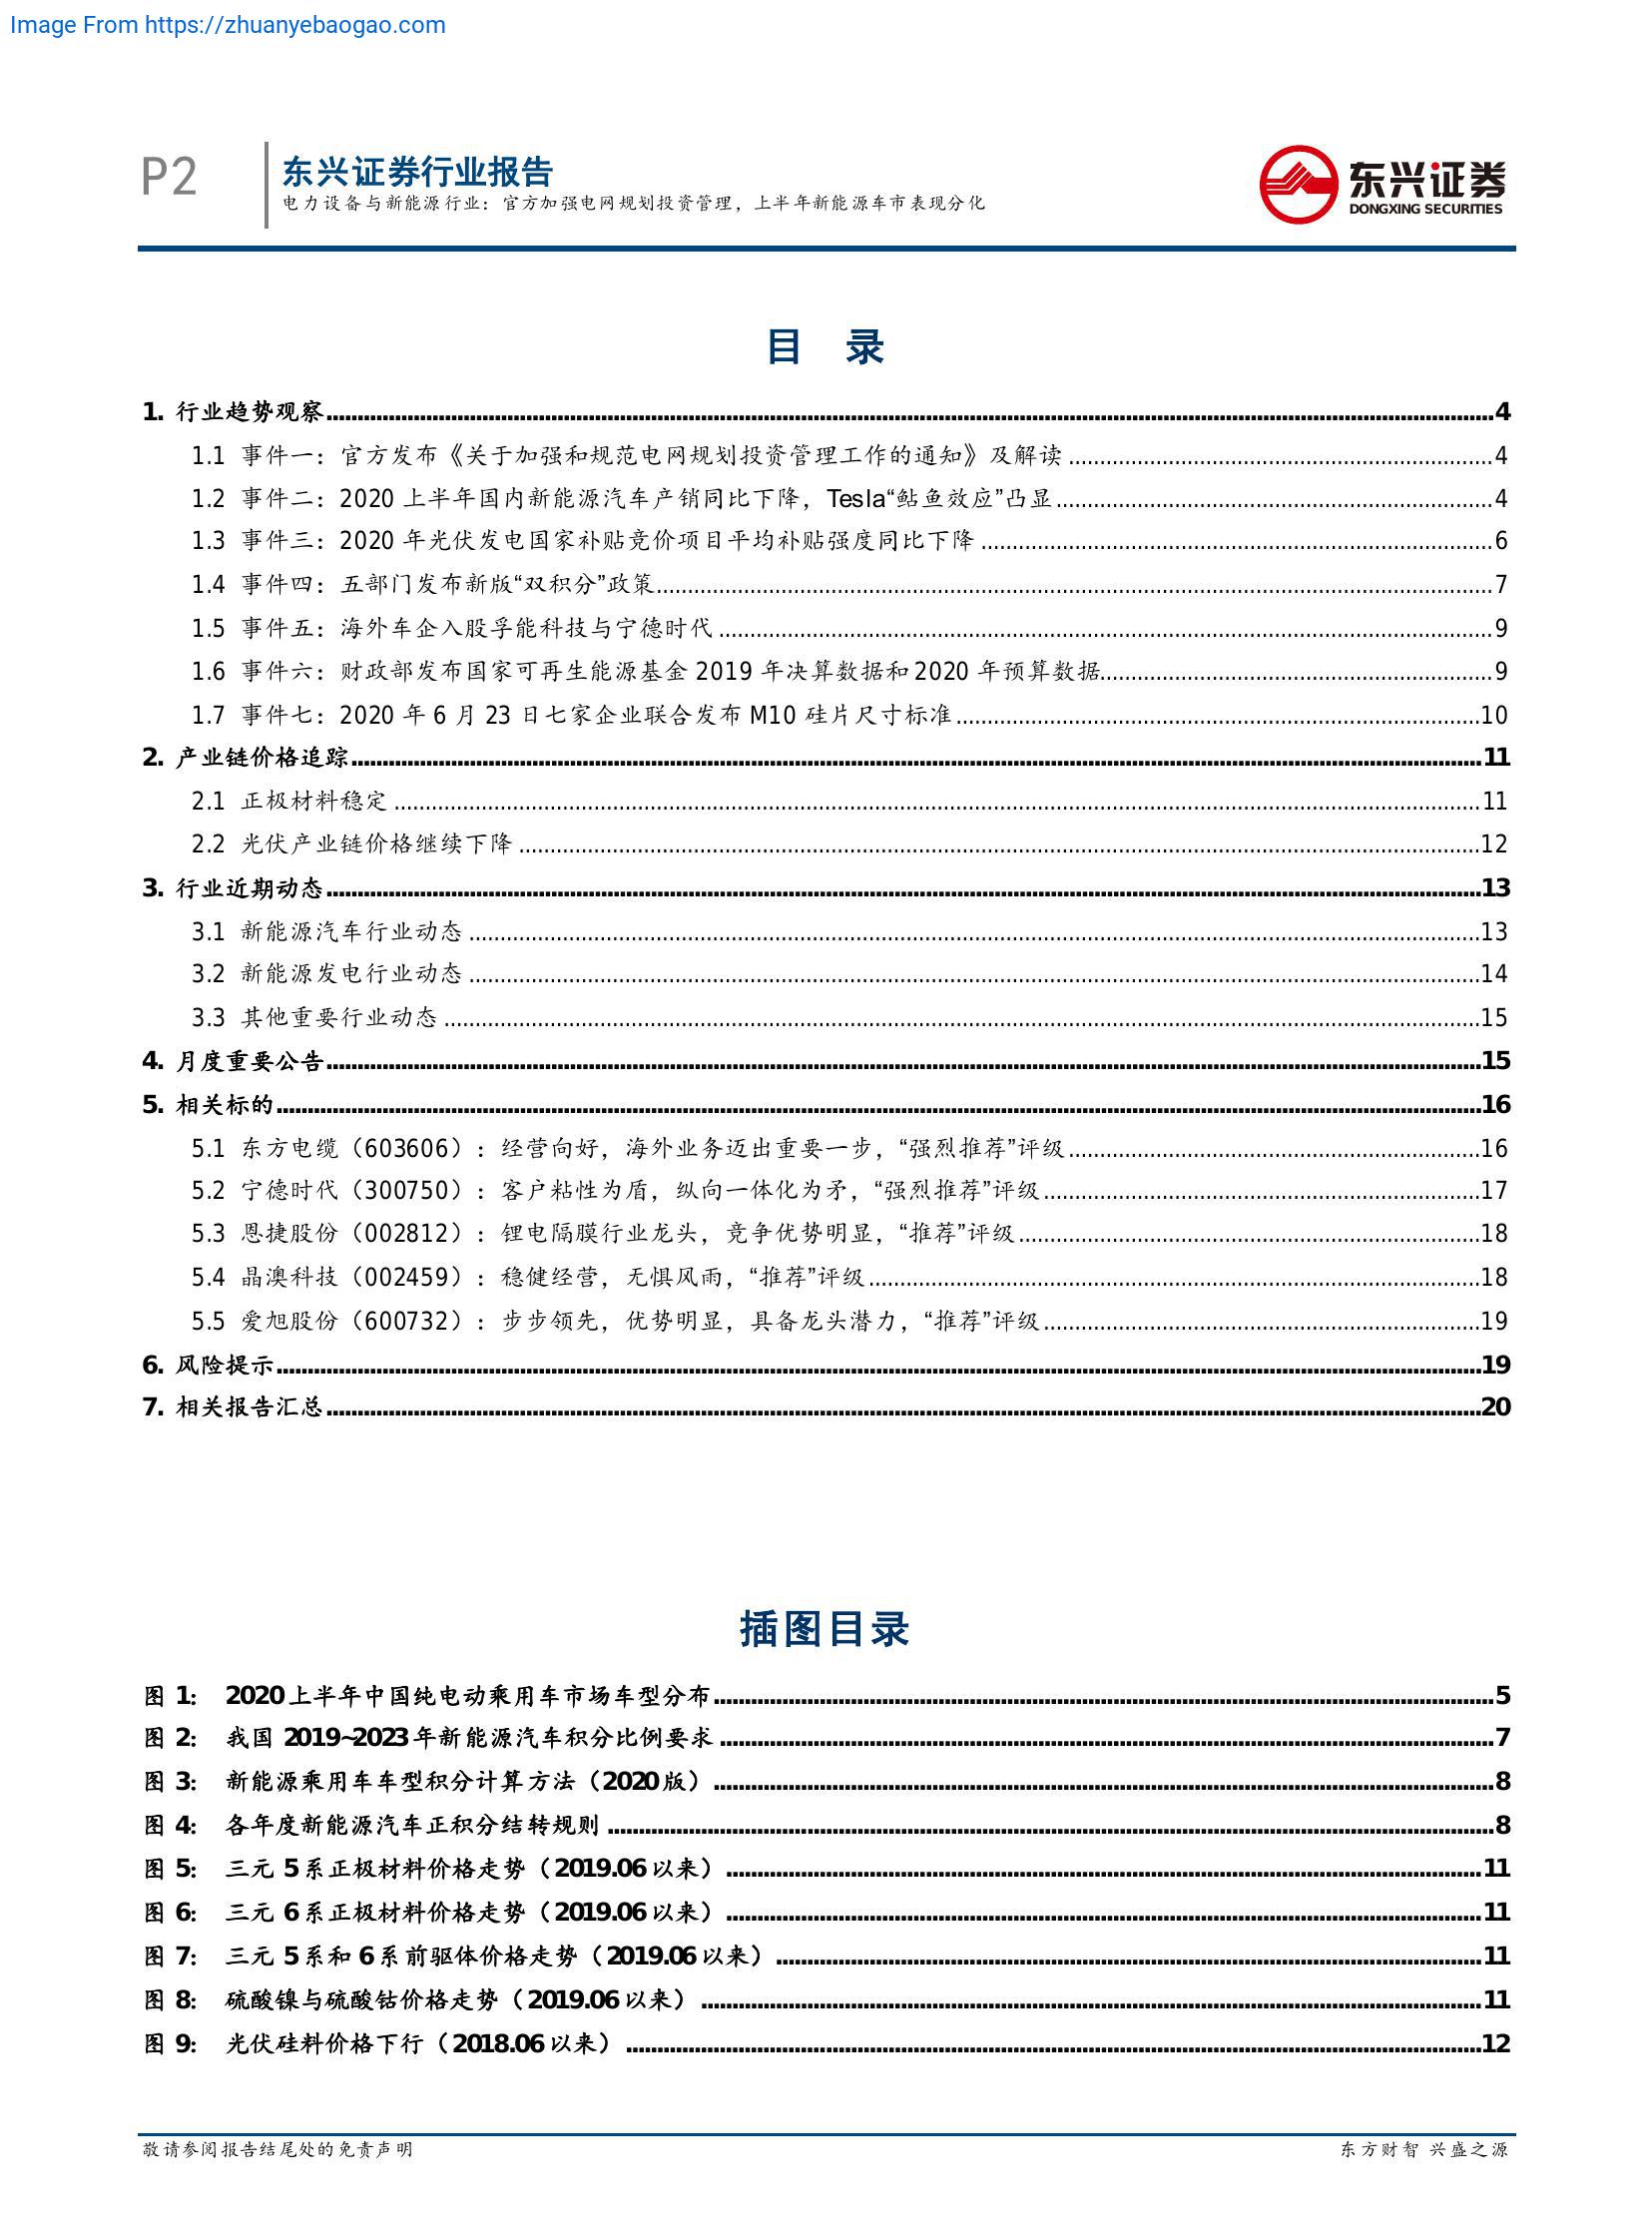 Image From https://zhuanyebaogao.com
P2
东兴证券行业报告
电力设备与新能源行业：官方加强电网规划投资管理，上半年新能源车市表现分化
东兴证券
DONGXING SECURITIES
目 录
1. 行业趋势观察 4
1.1 事件一：官方发布《关于加强和规范电网规划投资管理工作的通知》及解读 4
1.2 事件二：2020 上半年国内新能源汽车产销同比下降，Tesla“鲇鱼效应”凸显 4
1.3 事件三：2020 年光伏发电国家补贴竞价项目平均补贴强度同比下降 6
1.4 事件四：五部门发布新版“双积分”政策 7
1.5 事件五：海外车企入股孚能科技与宁德时代 9
1.6 事件六：财政部发布国家可再生能源基金 2019 年决算数据和 2020 年预算数据 9
1.7 事件七：2020 年 6 月 23 日七家企业联合发布 M10 硅片尺寸标准 10
2. 产业链价格追踪 11
2.1 正极材料稳定 11
2.2 光伏产业链价格继续下降 12
3. 行业近期动态 13
3.1 新能源汽车行业动态 13
3.2 新能源发电行业动态 14
3.3 其他重要行业动态 15
4. 月度重要公告 15
5. 相关标的 16
5.1 东方电缆（603606）：经营向好，海外业务迈出重要一步，“强烈推荐”评级 16
5.2 宁德时代（300750）：客户粘性为盾，纵向一体化为矛，“强烈推荐”评级 17
5.3 恩捷股份（002812）：锂电隔膜行业龙头，竞争优势明显，“推荐”评级 18
5.4 晶澳科技（002459）：稳健经营，无惧风雨，“推荐”评级 18
5.5 爱旭股份（600732）：步步领先，优势明显，具备龙头潜力，“推荐”评级 19
6. 风险提示 19
7. 相关报告汇总 20
插图目录
图 1： 2020 上半年中国纯电动乘用车市场车型分布 5
图 2： 我国 2019~2023 年新能源汽车积分比例要求 7
图 3： 新能源乘用车车型积分计算方法（2020 版） 8
图 4： 各年度新能源汽车正积分结转规则 8
图 5： 三元 5 系正极材料价格走势（2019.06 以来） 11
图 6： 三元 6 系正极材料价格走势（2019.06 以来） 11
图 7： 三元 5 系和 6 系前驱体价格走势（2019.06 以来） 11
图 8： 硫酸镍与硫酸钴价格走势（2019.06 以来） 11
图 9： 光伏硅料价格下行（2018.06 以来） 12
敬请参阅报告结尾处的免责声明
东方财智 兴盛之源